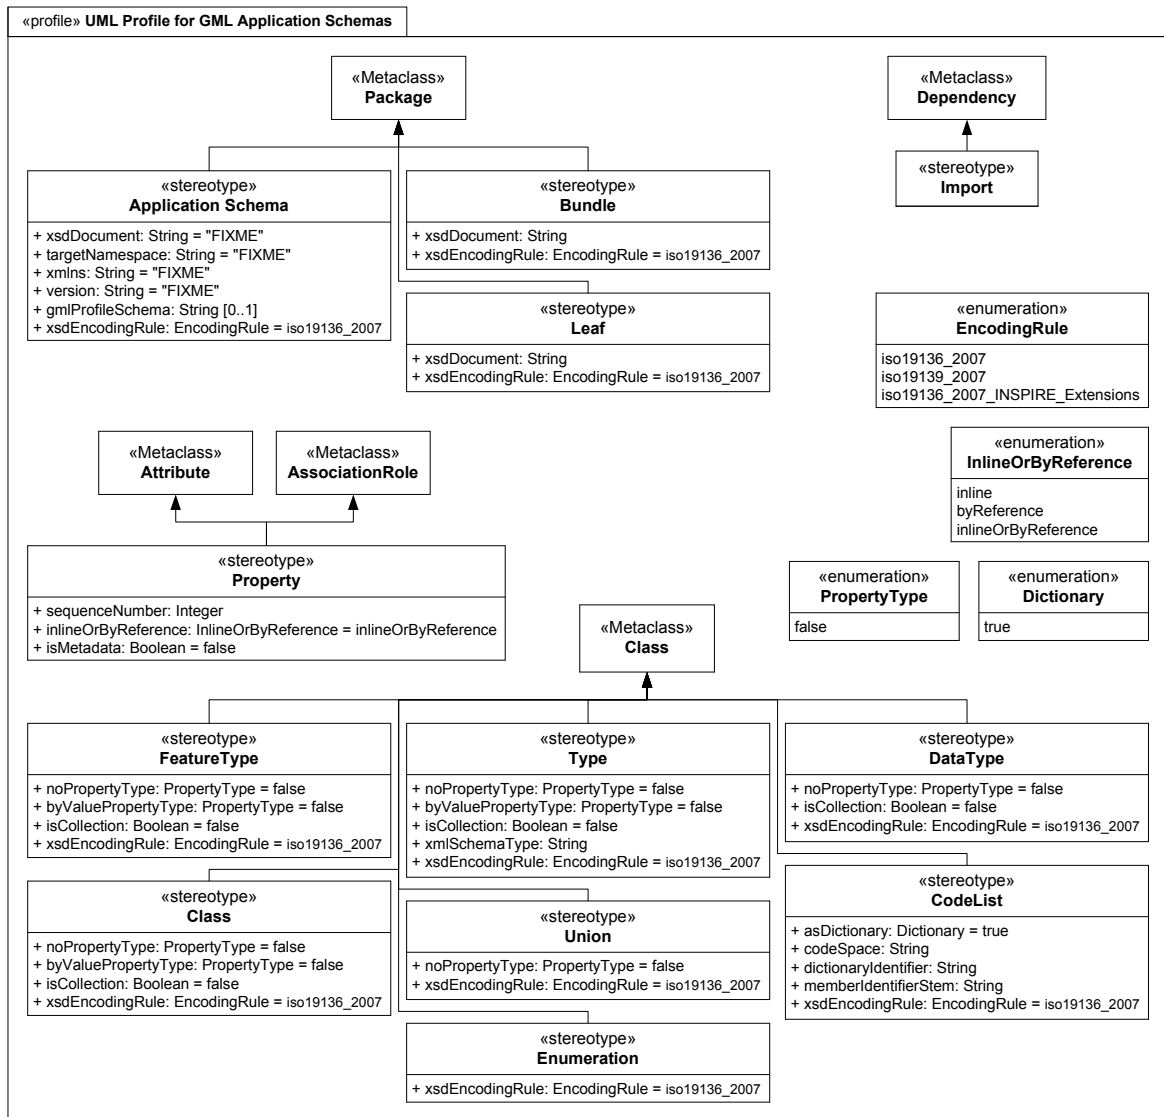 «profile» UML Profile for GML Application Schemas
«Metaclass»
Package
«Metaclass»
Dependency
«stereotype»
Application Schema
+ xsdDocument: String = "FIXME"
+ targetNamespace: String = "FIXME"
+ xmlns: String = "FIXME"
+ version: String = "FIXME"
+ gmlProfileSchema: String [0..1]
+ xsdEncodingRule: EncodingRule = iso19136_2007
«stereotype»
Bundle
+ xsdDocument: String
+ xsdEncodingRule: EncodingRule = iso19136_2007
«stereotype»
Import
«stereotype»
Leaf
+ xsdDocument: String
+ xsdEncodingRule: EncodingRule = iso19136_2007
«enumeration»
EncodingRule
iso19136_2007
iso19139_2007
iso19136_2007_INSPIRE_Extensions
«Metaclass»
Attribute
«Metaclass»
AssociationRole
«enumeration»
InlineOrByReference
inline
byReference
inlineOrByReference
«stereotype»
Property
+ sequenceNumber: Integer
+ inlineOrByReference: InlineOrByReference = inlineOrByReference
+ isMetadata: Boolean = false
«enumeration»
PropertyType
false
«enumeration»
Dictionary
true
«Metaclass»
Class
«stereotype»
FeatureType
+ noPropertyType: PropertyType = false
+ byValuePropertyType: PropertyType = false
+ isCollection: Boolean = false
+ xsdEncodingRule: EncodingRule = iso19136_2007
«stereotype»
Type
+ noPropertyType: PropertyType = false
+ byValuePropertyType: PropertyType = false
+ isCollection: Boolean = false
+ xmlSchemaType: String
+ xsdEncodingRule: EncodingRule = iso19136_2007
«stereotype»
DataType
+ noPropertyType: PropertyType = false
+ isCollection: Boolean = false
+ xsdEncodingRule: EncodingRule = iso19136_2007
«stereotype»
Class
+ noPropertyType: PropertyType = false
+ byValuePropertyType: PropertyType = false
+ isCollection: Boolean = false
+ xsdEncodingRule: EncodingRule = iso19136_2007
«stereotype»
Union
+ noPropertyType: PropertyType = false
+ xsdEncodingRule: EncodingRule = iso19136_2007
«stereotype»
CodeList
+ asDictionary: Dictionary = true
+ codeSpace: String
+ dictionaryIdentifier: String
+ memberIdentifierStem: String
+ xsdEncodingRule: EncodingRule = iso19136_2007
«stereotype»
Enumeration
+ xsdEncodingRule: EncodingRule = iso19136_2007